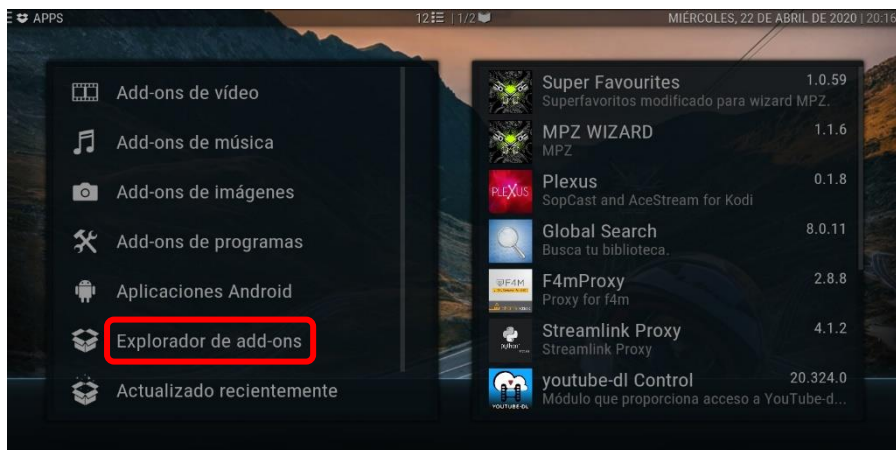 APPS
12 | 1/2
MIÉRCOLES, 22 DE ABRIL DE 2020 | 20:16
Add-ons de vídeo
Add-ons de música
Add-ons de imágenes
Add-ons de programas
Aplicaciones Android
Explorador de add-ons
Actualizado recientemente
Super Favourites 1.0.59
Superfavoritos modificado para wizard MPZ.
MPZ WIZARD 1.1.6
MPZ
PLEXUS
Plexus 0.1.8
SopCast and AceStream for Kodi
Global Search 8.0.11
Busca tu biblioteca.
F4M
F4mProxy 2.8.8
Proxy for f4m
python
Streamlink Proxy 4.1.2
Streamlink Proxy
YOUTUBE-DL
youtube-dl Control 20.324.0
Módulo que proporciona acceso a YouTube-d...